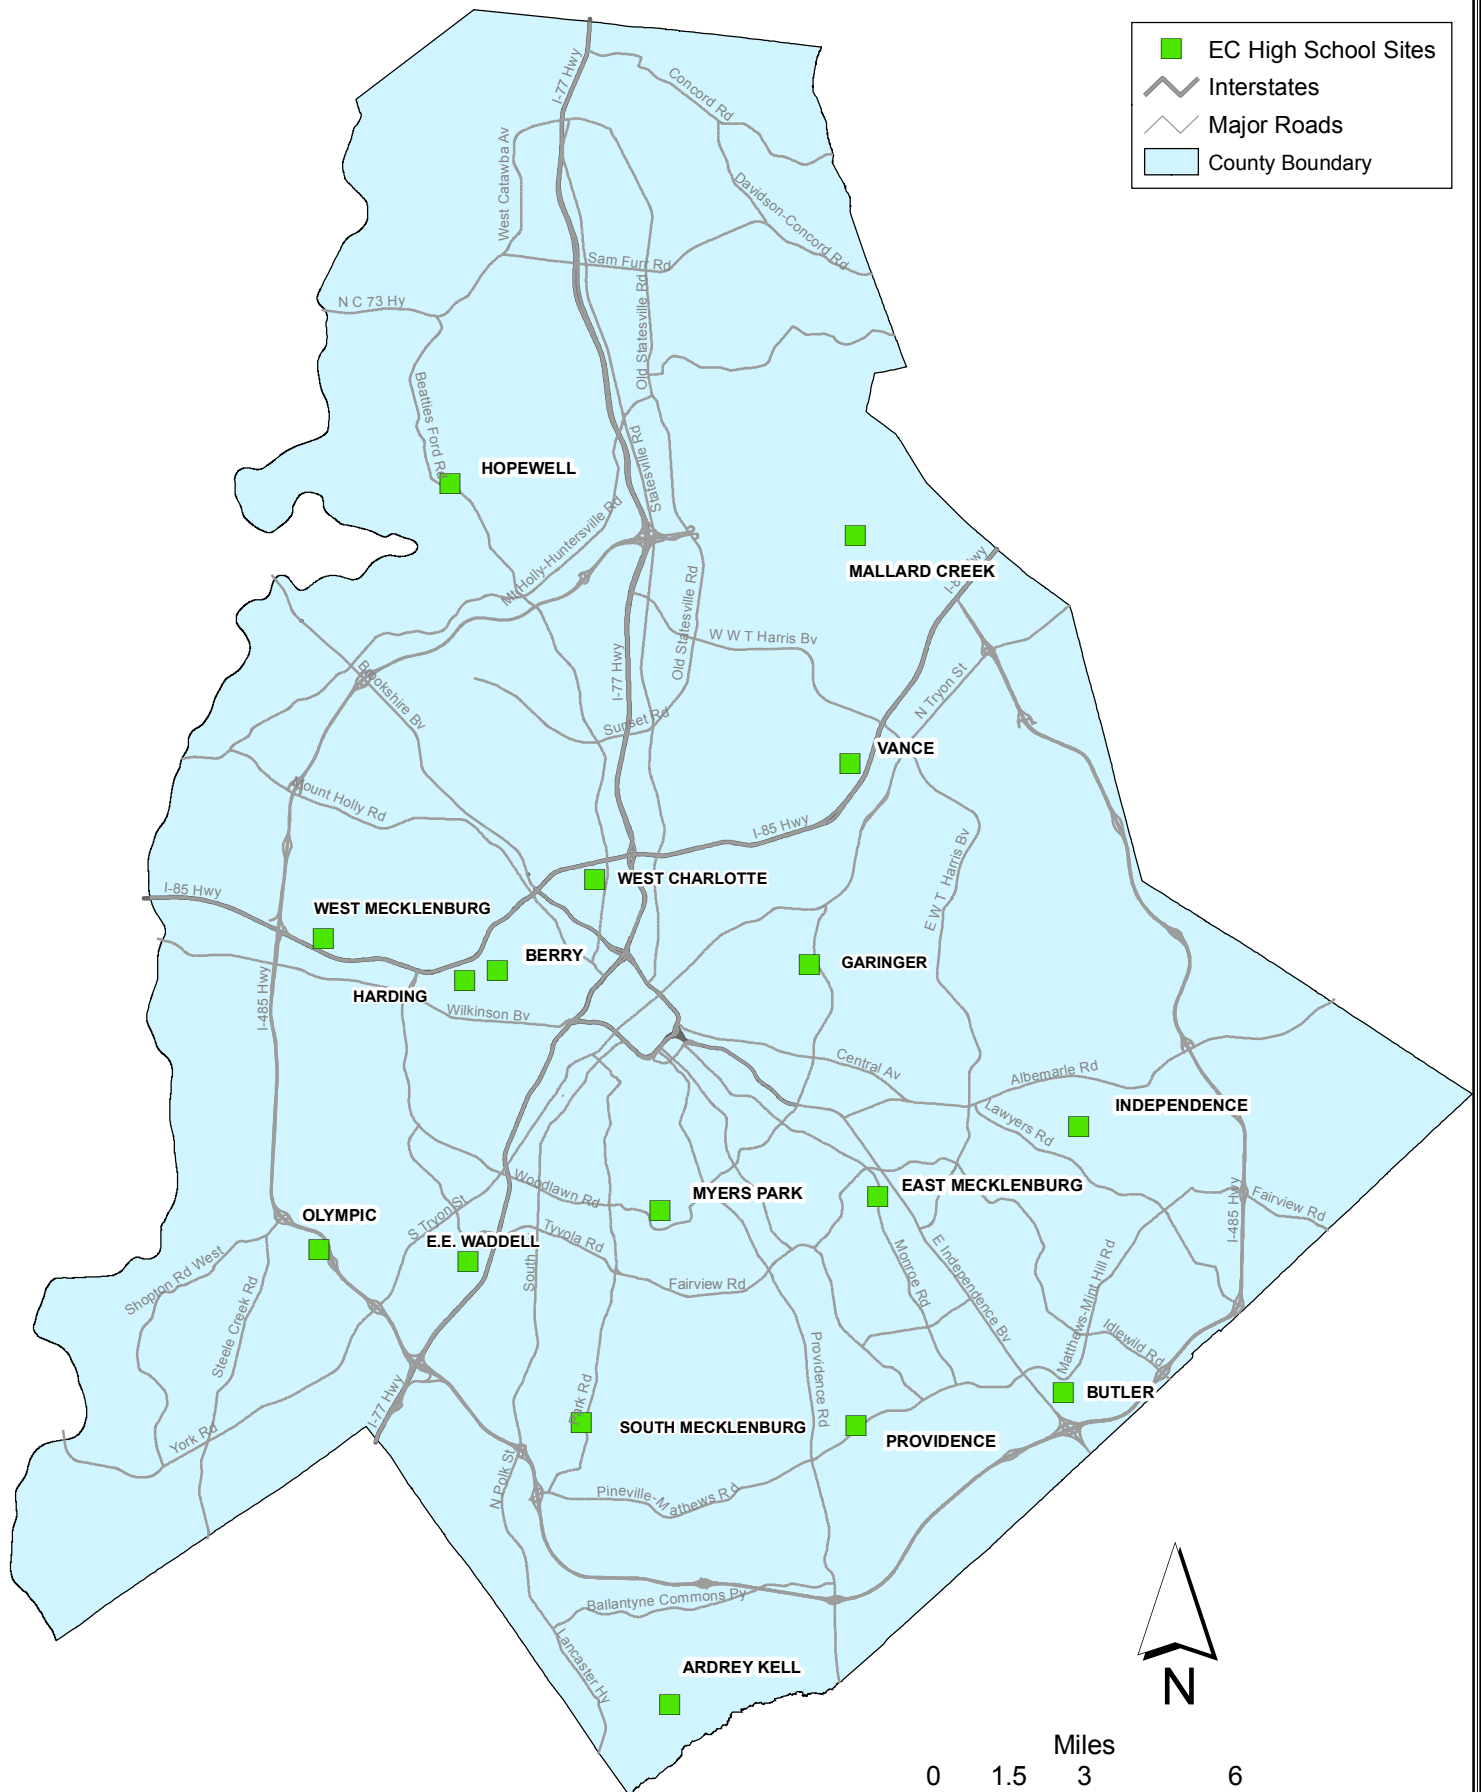 EC High School Sites
Interstates
Major Roads
County Boundary
I-77 Hwy
Concord Rd
West Catawba Av
Davidson-Concord Rd
Sam Furr Rd
N C 73 Hy
Old Statesville Rd
Beatties Ford Rd
HOPEWELL
Statesville Rd
Mt Holly-Huntersville Rd
MALLARD CREEK
Old Statesville Rd
W W T Harris Bv
I-77 Hwy
Brookshire Bv
N Tryon St
Sunset Rd
VANCE
Mount Holly Rd
I-85 Hwy
E W T Harris Bv
WEST CHARLOTTE
I-85 Hwy
WEST MECKLENBURG
BERRY
GARINGER
HARDING
I-485 Hwy
Wilkinson Bv
Central Av
Albemarle Rd
INDEPENDENCE
Lawyers Rd
MYERS PARK
EAST MECKLENBURG
Woodlawn Rd
OLYMPIC
S Tryon St
E.E. WADDELL
Tyvola Rd
Fairview Rd
I-485 Hwy
Shopton Rd West
South
Fairview Rd
Monroe Rd
E Independence Bv
Matthews-Mint Hill Rd
Steele Creek Rd
Idlewild Rd
Providence Rd
I-77 Hwy
Park Rd
BUTLER
SOUTH MECKLENBURG
PROVIDENCE
York Rd
N Polk St
Pineville-Mathews Rd
Ballantyne Commons Py
Lancaster Hy
ARDREY KELL
N
Miles
0 1.5 3 6